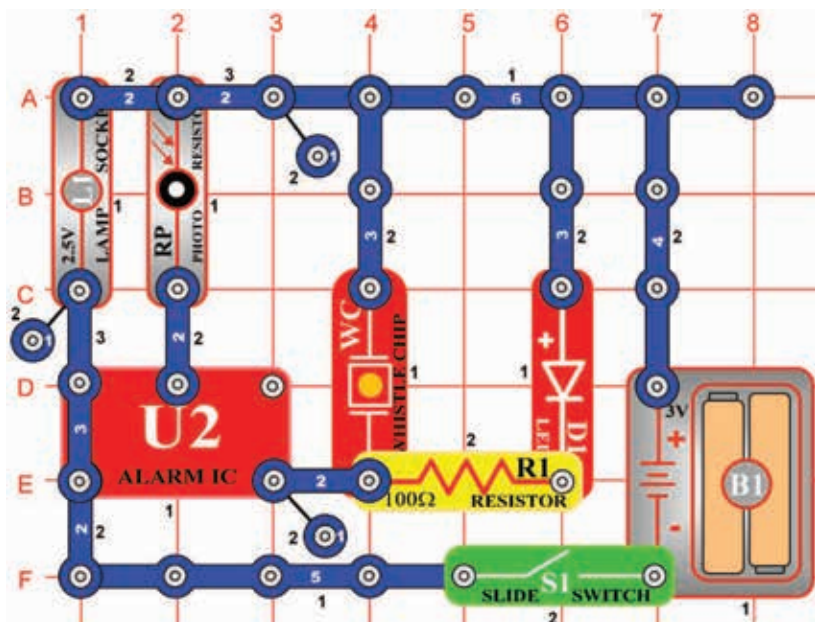 1 2 3 4 5 6 7 8
2 3 1
A 2 2 6
SOCKET
RESISTOR
1 2
B L1 1 1
RP
PHOTO
2.5V
LAMP
3 2 3 2 4 2
C
2 1 3 2 2
WC
WHISTLE CHIP
1
+
1
D1
LED
D 3V
3
U2
+
B1
-
ALARM IC
E 2
2
R1
100Ω RESISTOR
1
2 2 2 1
F 5
1
S1
SLIDE SWITCH
2
1